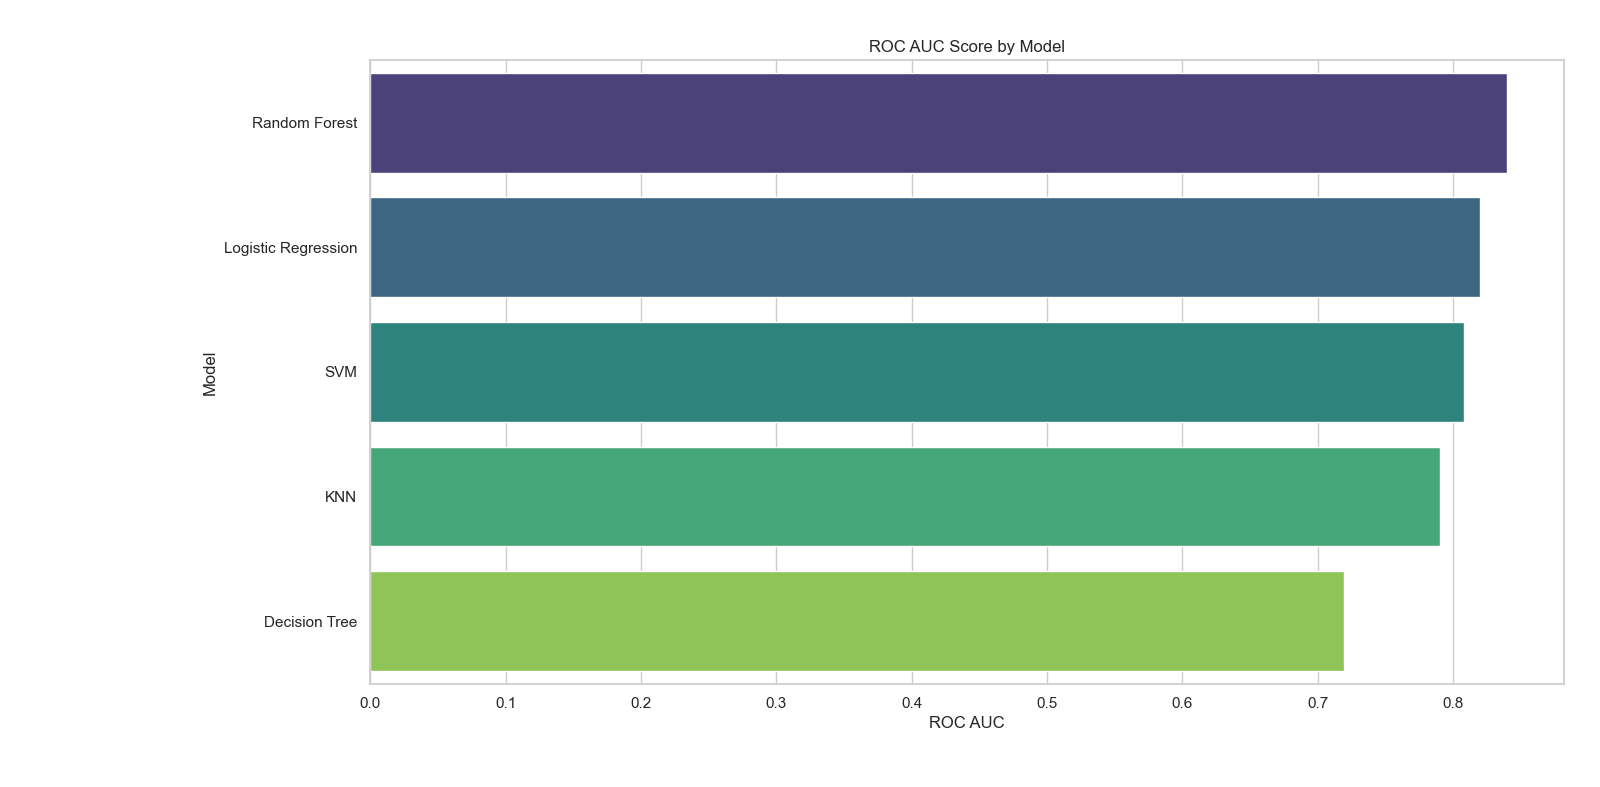 ROC AUC Score by Model
Random Forest
Logistic Regression
SVM
KNN
Decision Tree
Model
0.0 0.1 0.2 0.3 0.4 0.5 0.6 0.7 0.8
ROC AUC